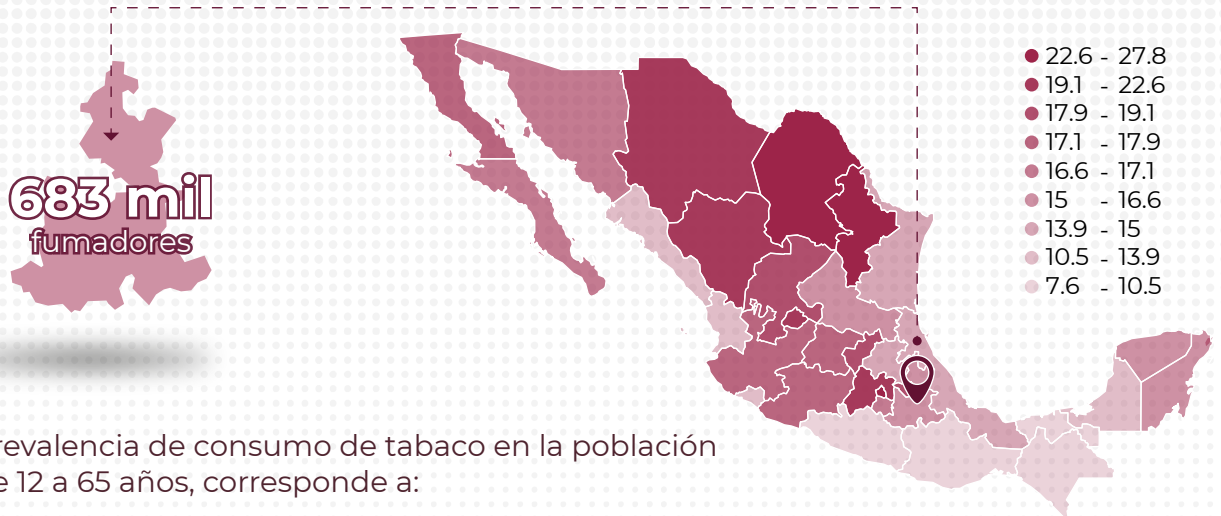 683 mil
fumadores
22.6 - 27.8
19.1 - 22.6
17.9 - 19.1
17.1 - 17.9
16.6 - 17.1
15 - 16.6
13.9 - 15
10.5 - 13.9
7.6 - 10.5
revalencia de consumo de tabaco en la población
e 12 a 65 años, corresponde a: